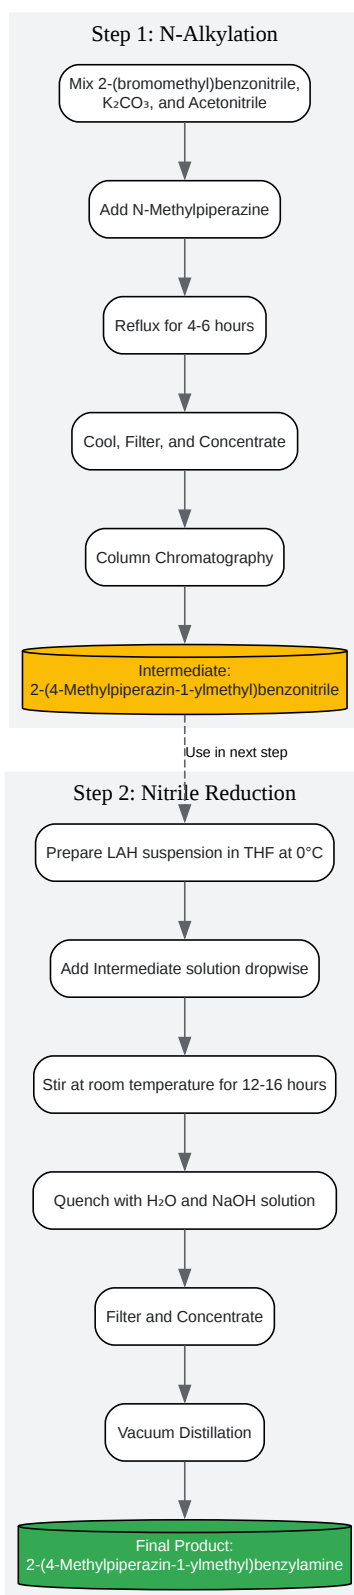 Step 1: N-Alkylation
Mix 2-(bromomethyl)benzonitrile,
K₂CO₃, and Acetonitrile
Add N-Methylpiperazine
Reflux for 4-6 hours
Cool, Filter, and Concentrate
Column Chromatography
Intermediate:
2-(4-Methylpiperazin-1-ylmethyl)benzonitrile
Use in next step
Step 2: Nitrile Reduction
Prepare LAH suspension in THF at 0°C
Add Intermediate solution dropwise
Stir at room temperature for 12-16 hours
Quench with H₂O and NaOH solution
Filter and Concentrate
Vacuum Distillation
Final Product:
2-(4-Methylpiperazin-1-ylmethyl)benzylamine